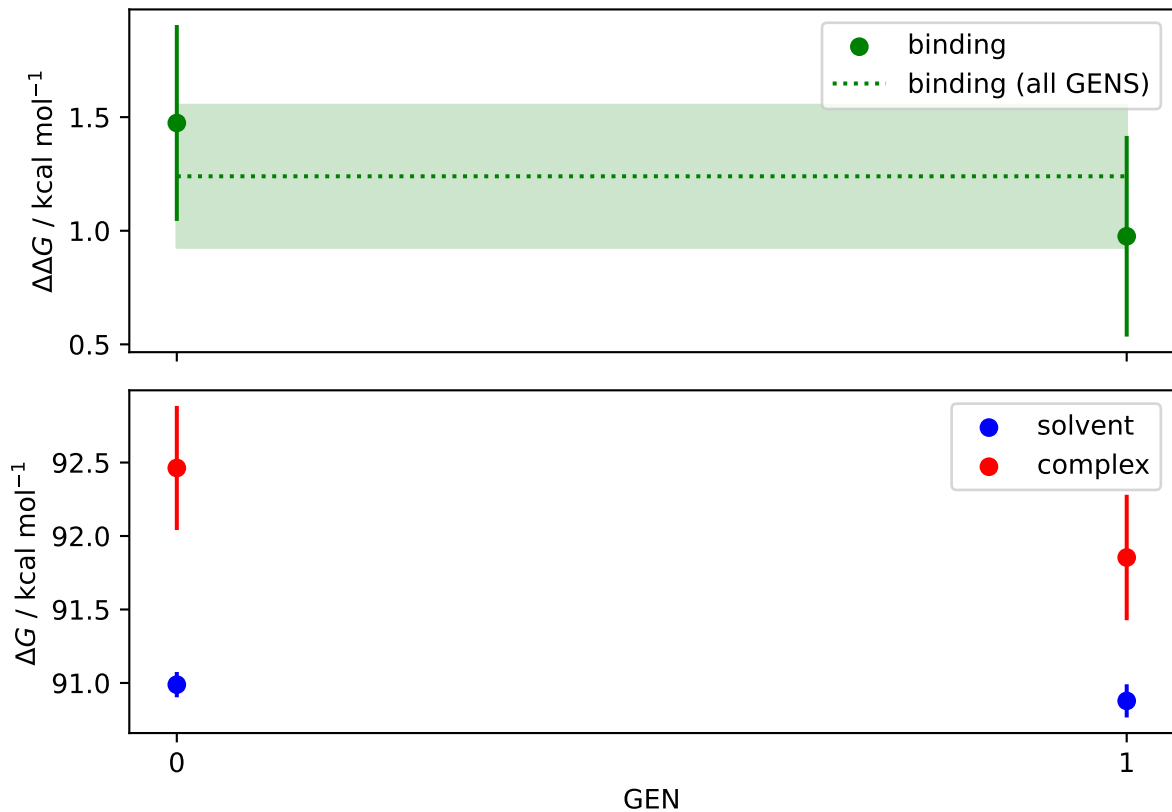 binding
binding (all GENS)
1.5
1.0
0.5
ΔΔG / kcal mol⁻¹
solvent
complex
92.5
92.0
91.5
91.0
ΔG / kcal mol⁻¹
0
1
GEN